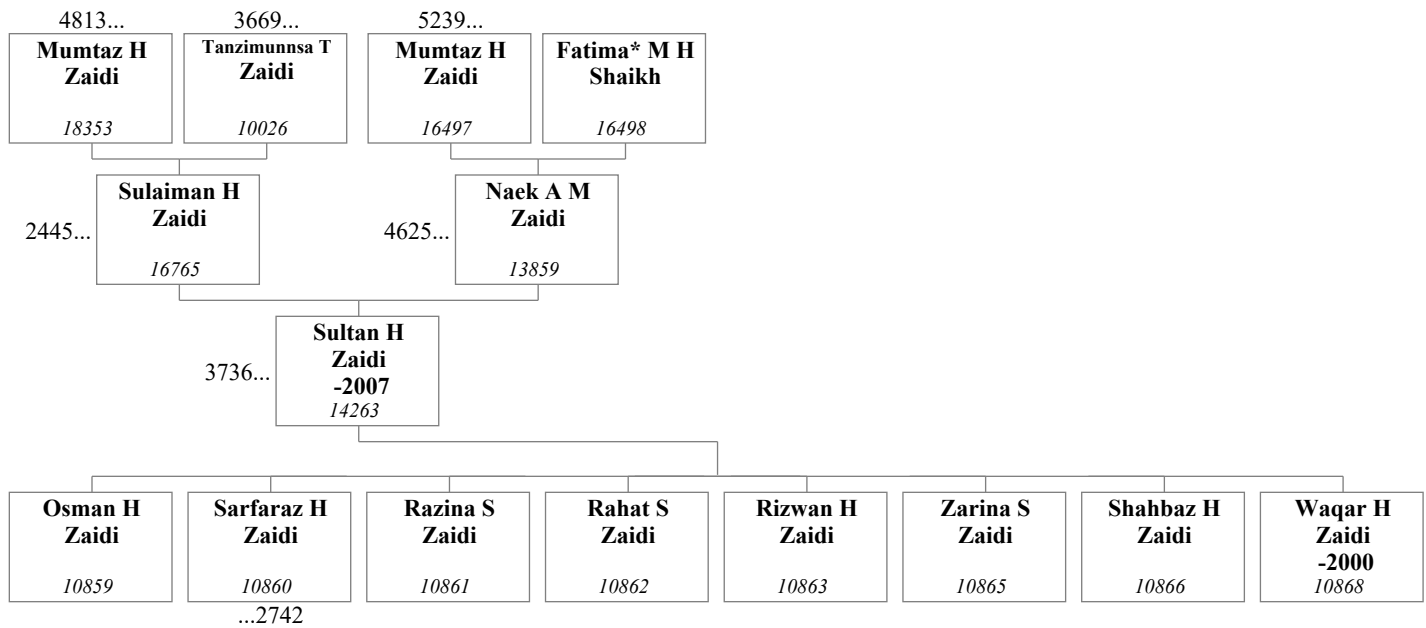 4813...
3669...
5239...
Mumtaz H
Zaidi
18353
Tanzimunnsa T
Zaidi
10026
Mumtaz H
Zaidi
16497
Fatima* M H
Shaikh
16498
2445...
Sulaiman H
Zaidi
16765
4625...
Naek A M
Zaidi
13859
3736...
Sultan H
Zaidi
-2007
14263
Osman H
Zaidi
10859
Sarfaraz H
Zaidi
10860
...2742
Razina S
Zaidi
10861
Rahat S
Zaidi
10862
Rizwan H
Zaidi
10863
Zarina S
Zaidi
10865
Shahbaz H
Zaidi
10866
Waqar H
Zaidi
-2000
10868